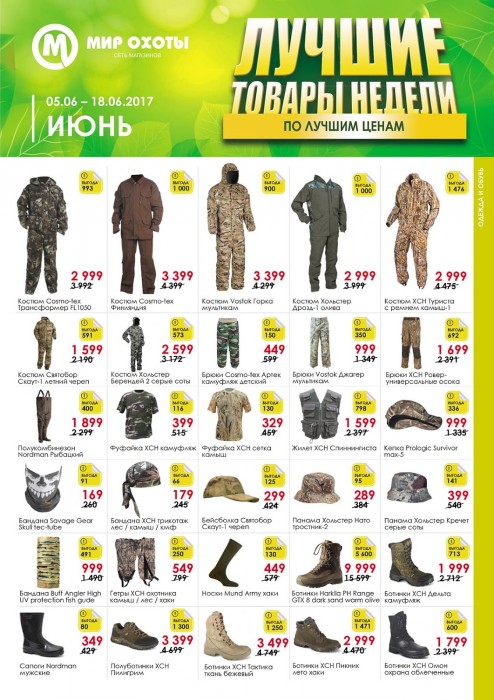 МИР ОХОТЫ
СЕТЬ МАГАЗИНОВ
05.06 – 18.06.2017
ИЮНЬ
ЛУЧШИЕ
ТОВАРЫ НЕДЕЛИ
ПО ЛУЧШИМ ЦЕНАМ
ОДЕЖДА И ОБУВЬ
ВЫГОДА
993
2 999
3 992
Костюм Cosmo-tex
Трансформер FL1050
ВЫГОДА
1 000
3 399
4 399
Костюм Cosmo-tex
Финляндия
ВЫГОДА
900
3 399
4 299
Костюм Vostok Горка
мультикам
ВЫГОДА
1 000
2 999
3 999
Костюм Хольстер
Дрозд-1 олива
ВЫГОДА
1 476
2 999
4 475
Костюм ХСН Туриста
с ремнем камыш-1
ВЫГОДА
591
1 599
2 190
Костюм Святобор
Скаут-1 летний череп
ВЫГОДА
573
2 599
3 172
Костюм Хольстер
Берендей 2 серые соты
ВЫГОДА
150
449
599
Брюки Cosmo-tex Артек
камуфляж детский
ВЫГОДА
350
999
1 349
Брюки Vostok Джагер
мультикам
ВЫГОДА
692
1 699
2 391
Брюки ХСН Ровер-
универсальные осока
ВЫГОДА
400
1 899
2 299
Полукомбинезон
Nordman Рыбацкий
ВЫГОДА
116
399
515
Фуфайка ХСН камуфляж
ВЫГОДА
130
329
459
Фуфайка ХСН сетка
камыш
ВЫГОДА
798
1 599
2 397
Жилет ХСН Спиннингиста
ВЫГОДА
336
999
1 335
Кепка Prologic Survivor
max-5
ВЫГОДА
91
169
260
Бандана Savage Gear
Skull tec-tube
ВЫГОДА
66
179
245
Бандана ХСН трикотаж
лес / камыш / кмф
ВЫГОДА
125
299
424
Бейсболка Святобор
Скаут-1 череп
ВЫГОДА
95
289
384
Панама Хольстер Нато
тростник-2
ВЫГОДА
141
399
540
Панама Хольстер Кречет
серые соты
ВЫГОДА
491
999
1 490
Бандана Buff Angler High
UV protection fish guide
ВЫГОДА
250
549
799
Гетры ХСН охотника
камыш / лес / хаки
ВЫГОДА
130
449
579
Носки Mund Army хаки
ВЫГОДА
5 600
9 999
15 599
Ботинки Harkila PH Range
GTX 8 dark sand warm olive
ВЫГОДА
713
1 999
2 712
Ботинки ХСН Дельта
камуфляж
ВЫГОДА
80
349
429
Сапоги Nordman
мужские
ВЫГОДА
1 300
3 399
4 699
Полуботинки ХСН
Пилигрим
ВЫГОДА
1 250
3 499
4 749
Ботинки ХСН Тактика
ткань бежевый
ВЫГОДА
1 471
2 999
4 470
Ботинки ХСН Пикник
лето хаки
ВЫГОДА
600
1 799
2 399
Ботинки ХСН Омон
охрана облегченные